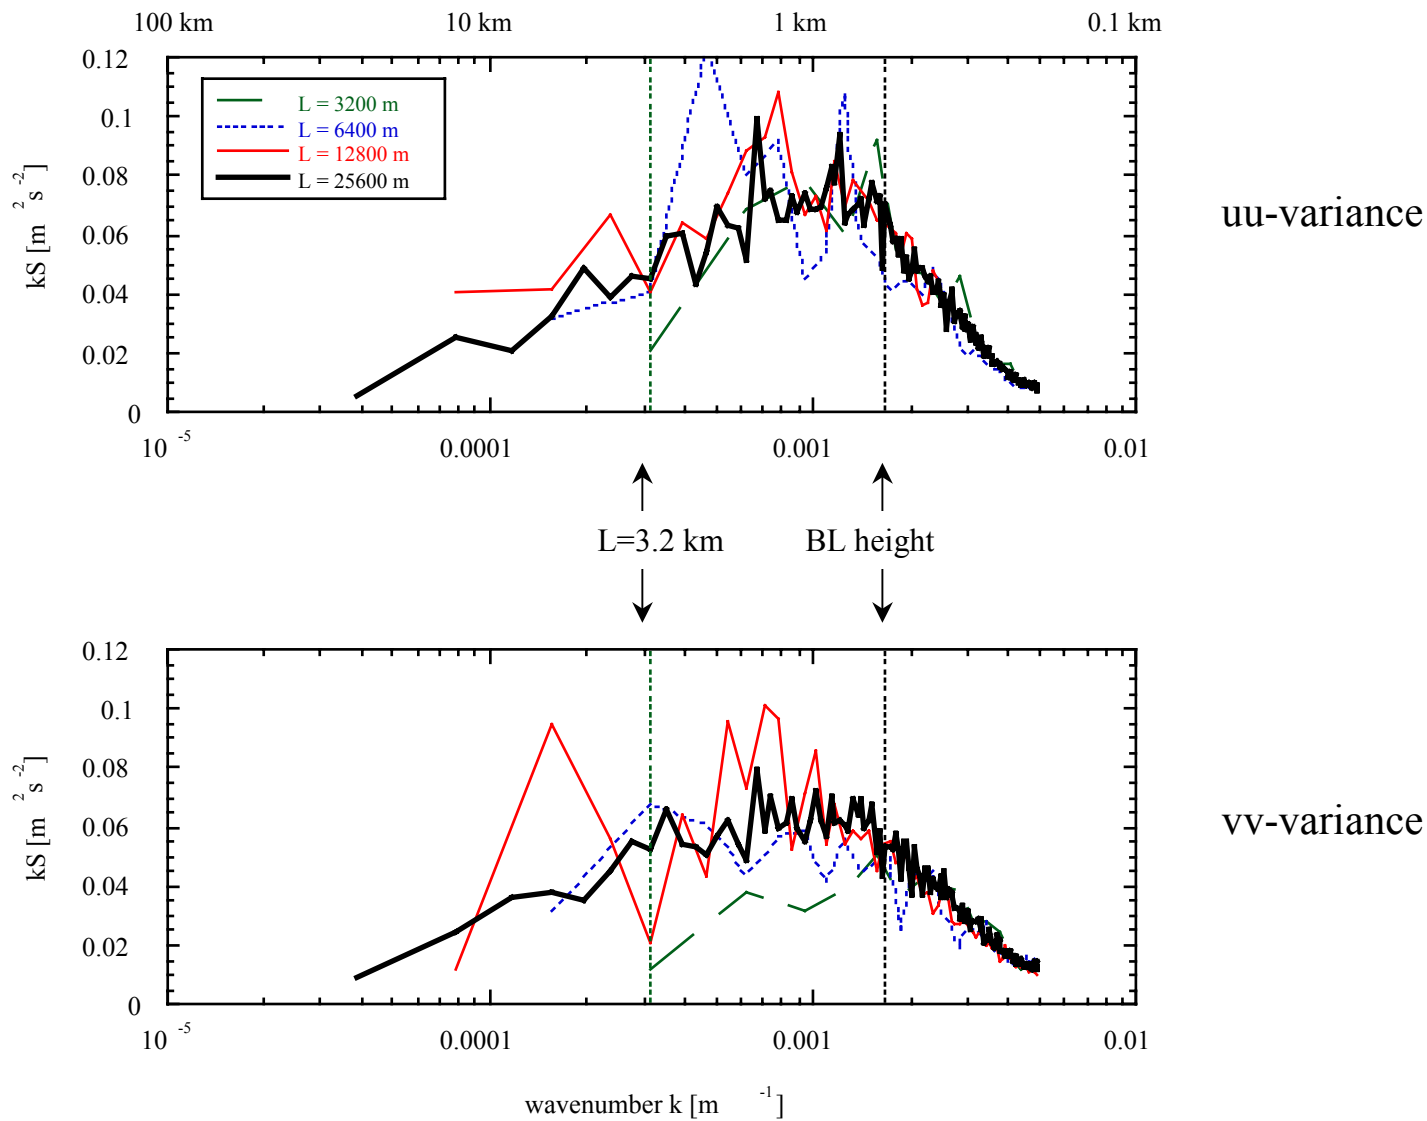 100 km 10 km 1 km 0.1 km
0.12
0.1
0.08
0.06
0.04
0.02
0
kS [m 2 s -2]
L = 3200 m
L = 6400 m
L = 12800 m
L = 25600 m
uu-variance
10 -5 0.0001 0.001 0.01
L=3.2 km BL height
0.12
0.1
0.08
0.06
0.04
0.02
0
kS [m 2 s -2]
vv-variance
10 -5 0.0001 0.001 0.01
wavenumber k [m -1]